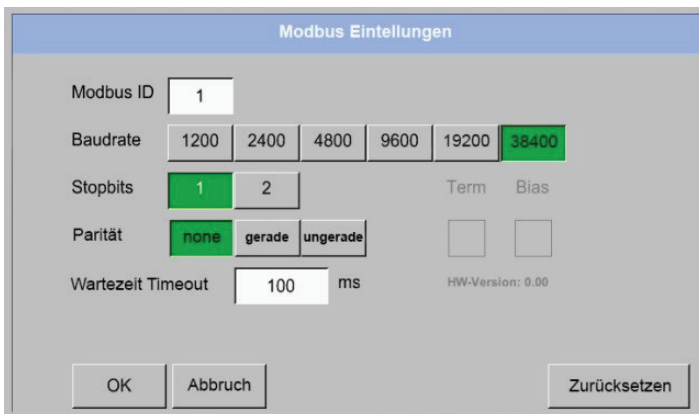 Modbus Eintellungen
Modbus ID 1
Baudrate 1200 2400 4800 9600 19200 38400
Stopbits 1 2 Term Bias
Parität none gerade ungerade
Wartezeit Timeout 100 ms HW-Version: 0.00
OK Abbruch Zurücksetzen